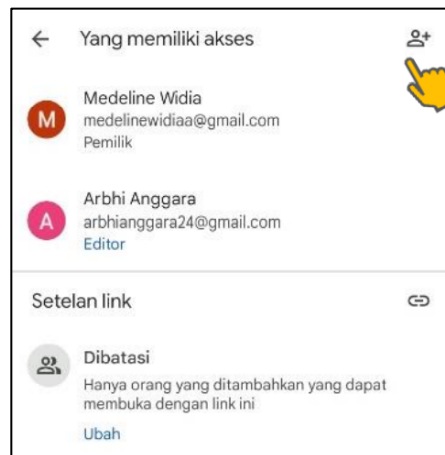 Yang memiliki akses
M
Medeline Widia
medelinewidiaa@gmail.com
Pemilik
A
Arbhi Anggara
arbhianggara24@gmail.com
Editor
Setelan link
Dibatasi
Hanya orang yang ditambahkan yang dapat
membuka dengan link ini
Ubah